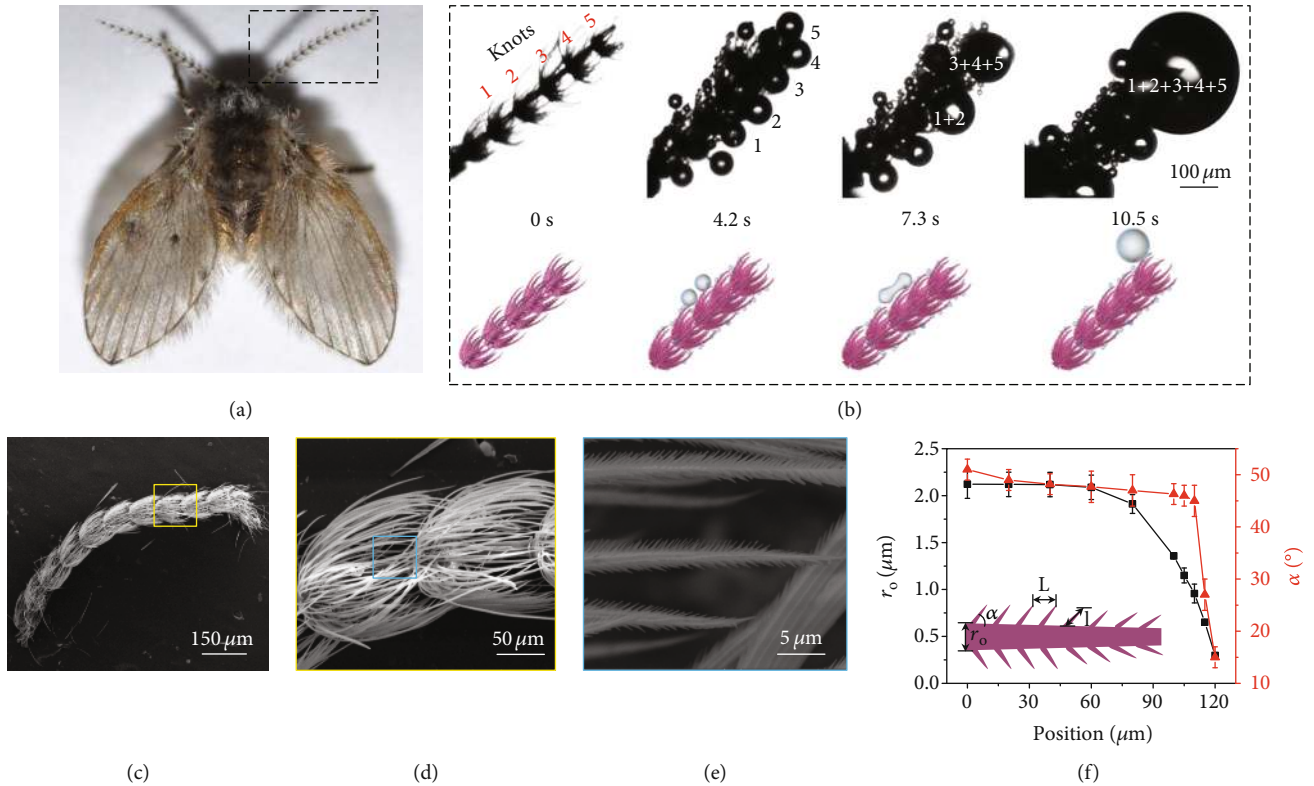 Knots
1 2 3 4 5
5
4
3
2
1
3+4+5
1+2
1+2+3+4+5
100 μm
0 s 4.2 s 7.3 s 10.5 s
(a) (b)
150 μm
50 μm
5 μm
2.5
2.0
1.5
1.0
0.5
0.0
r₀ (μm)
50
40
30
20
10
α (°)
L
l
α
r₀
0 30 60 90 120
Position (μm)
(c) (d) (e) (f)